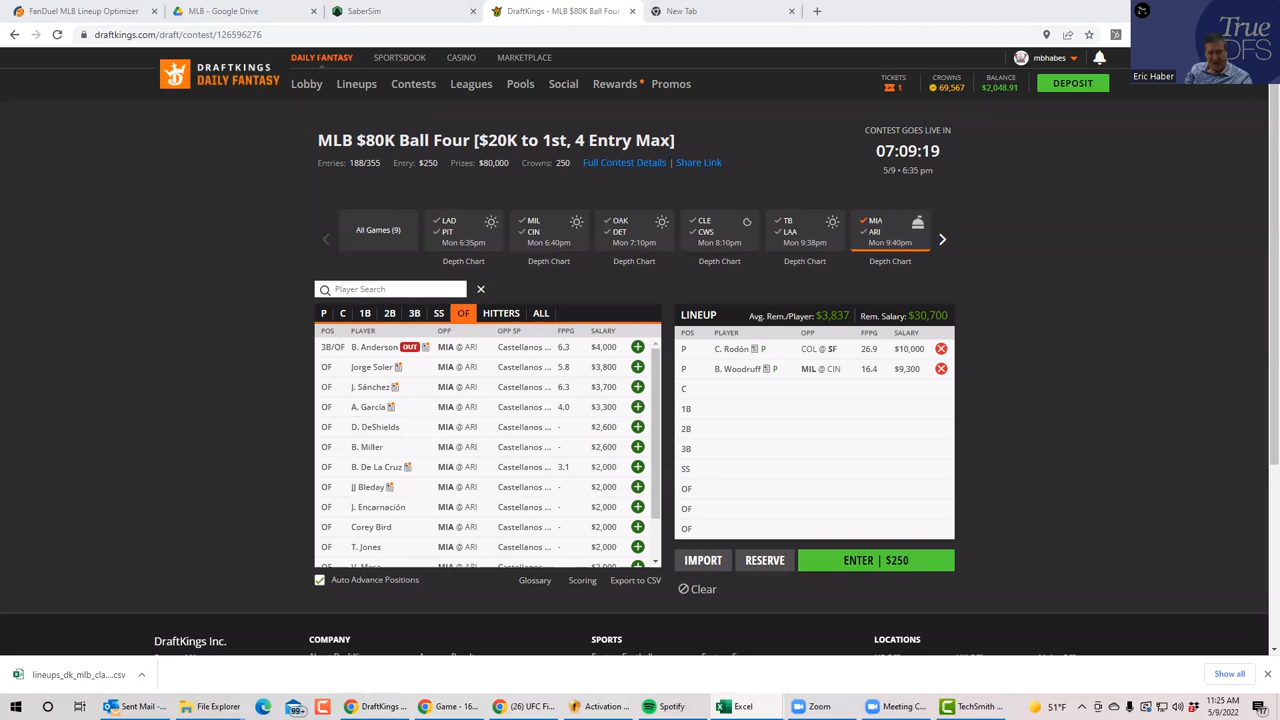 FanDuel MLB Lineup Optimizer
MLB - Google Drive
SaberSim
DraftKings - MLB $80K Ball Four
New Tab
draftkings.com/draft/contest/126596276
True
DFS
Eric Haber
DRAFTKINGS
DAILY FANTASY
DAILY FANTASY SPORTSBOOK CASINO MARKETPLACE
mbhabes
Lobby Lineups Contests Leagues Pools Social Rewards Promos
TICKETS
1
CROWNS
69,567
BALANCE
$2,048.91
DEPOSIT
MLB $80K Ball Four [$20K to 1st, 4 Entry Max]
Entries: 188/355 Entry: $250 Prizes: $80,000 Crowns: 250 Full Contest Details | Share Link
CONTEST GOES LIVE IN
07:09:19
5/9 • 6:35 pm
All Games (9)
LAD
PIT
Mon 6:35pm
Depth Chart
MIL
CIN
Mon 6:40pm
Depth Chart
OAK
DET
Mon 7:10pm
Depth Chart
CLE
CWS
Mon 8:10pm
Depth Chart
TB
LAA
Mon 9:38pm
Depth Chart
MIA
ARI
Mon 9:40pm
Depth Chart
Player Search
P C 1B 2B 3B SS OF HITTERS ALL
POS PLAYER OPP OPP SP FPPG SALARY
3B/OF B. Anderson OUT MIA @ ARI Castellanos ... 6.3 $4,000
OF Jorge Soler MIA @ ARI Castellanos ... 5.8 $3,800
OF J. Sánchez MIA @ ARI Castellanos ... 6.3 $3,700
OF A. García MIA @ ARI Castellanos ... 4.0 $3,300
OF D. DeShields MIA @ ARI Castellanos ... - $2,600
OF B. Miller MIA @ ARI Castellanos ... - $2,600
OF B. De La Cruz MIA @ ARI Castellanos ... 3.1 $2,000
OF JJ Bleday MIA @ ARI Castellanos ... - $2,000
OF J. Encarnación MIA @ ARI Castellanos ... - $2,000
OF Corey Bird MIA @ ARI Castellanos ... - $2,000
OF T. Jones MIA @ ARI Castellanos ... - $2,000
Auto Advance Positions Glossary Scoring Export to CSV
LINEUP Avg. Rem./Player: $3,837 Rem. Salary: $30,700
POS PLAYER OPP FPPG SALARY
P C. Rodón P COL @ SF 26.9 $10,000
P B. Woodruff P MIL @ CIN 16.4 $9,300
C
1B
2B
3B
SS
OF
OF
OF
IMPORT RESERVE ENTER | $250
Clear
DraftKings Inc.
COMPANY
SPORTS
LOCATIONS
lineups_dk_mlb_cla....csv
Show all
Sent Mail -...
File Explorer
99+
DraftKings ...
Game - 16...
(26) UFC Fi...
Activation ...
Spotify
Excel
Zoom
Meeting C...
TechSmith ...
51°F
11:25 AM
5/9/2022